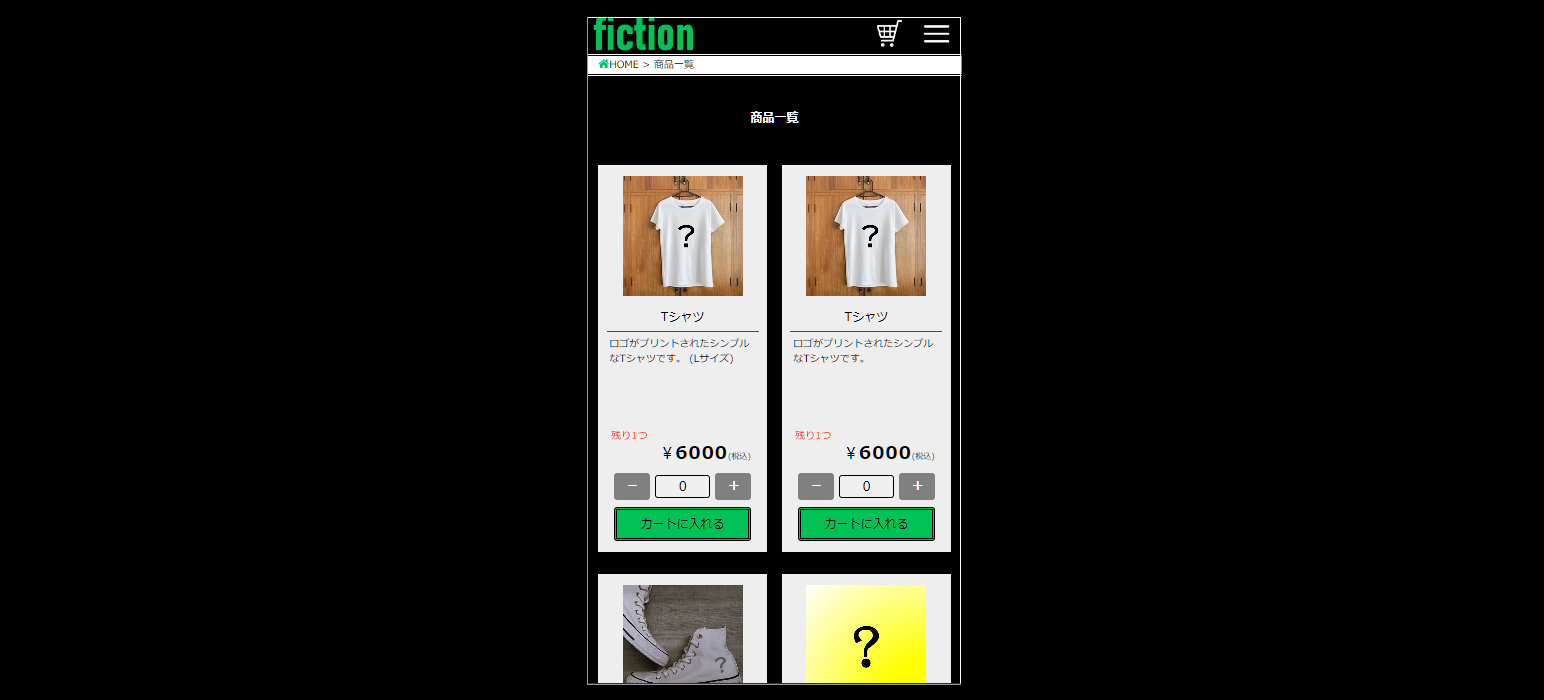 fiction
HOME > 商品一覧
商品一覧
?
Tシャツ
ロゴがプリントされたシンプル
なTシャツです。 (Lサイズ)
残り1つ
¥6000(税込)
− 0 +
カートに入れる
?
Tシャツ
ロゴがプリントされたシンプル
なTシャツです。
残り1つ
¥6000(税込)
− 0 +
カートに入れる
?
?